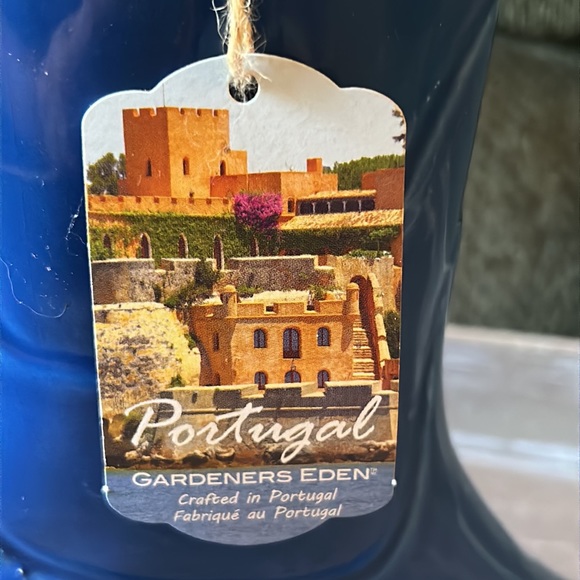 Portugal
GARDENERS EDEN®
Crafted in Portugal
Fabriqué au Portugal